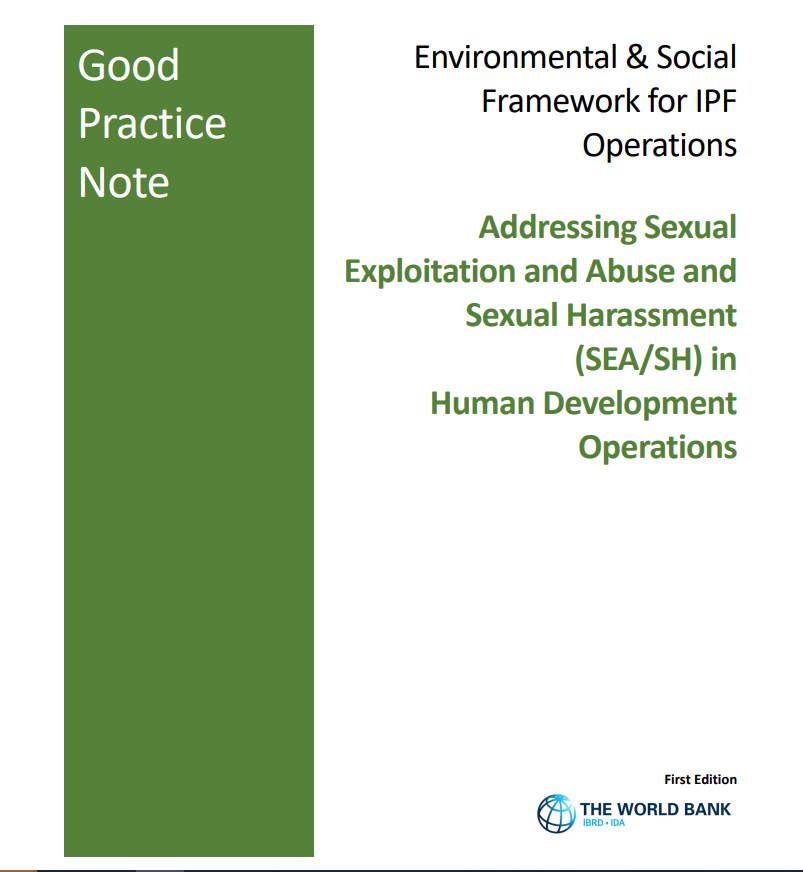 Good
Practice
Note
Environmental & Social
Framework for IPF
Operations
Addressing Sexual
Exploitation and Abuse and
Sexual Harassment
(SEA/SH) in
Human Development
Operations
First Edition
THE WORLD BANK
IBRD • IDA